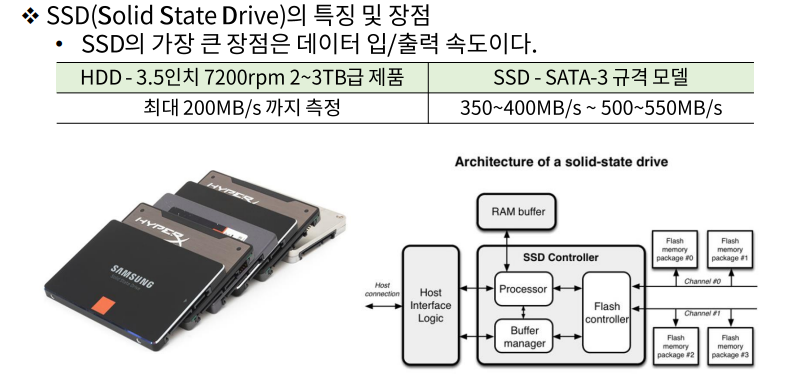 ❖ SSD(Solid State Drive)의 특징 및 장점
• SSD의 가장 큰 장점은 데이터 입/출력 속도이다.
HDD - 3.5인치 7200rpm 2~3TB급 제품
SSD - SATA-3 규격 모델
최대 200MB/s 까지 측정
350~400MB/s ~ 500~550MB/s
HYPERX
HYPERX
SAMSUNG
Solid State Drive
Architecture of a solid-state drive
RAM buffer
SSD Controller
Host
connection
Host
Interface
Logic
Processor
Buffer
manager
Flash
controller
Flash
memory
package #0
Flash
memory
package #1
Channel #0
Channel #1
Flash
memory
package #2
Flash
memory
package #3